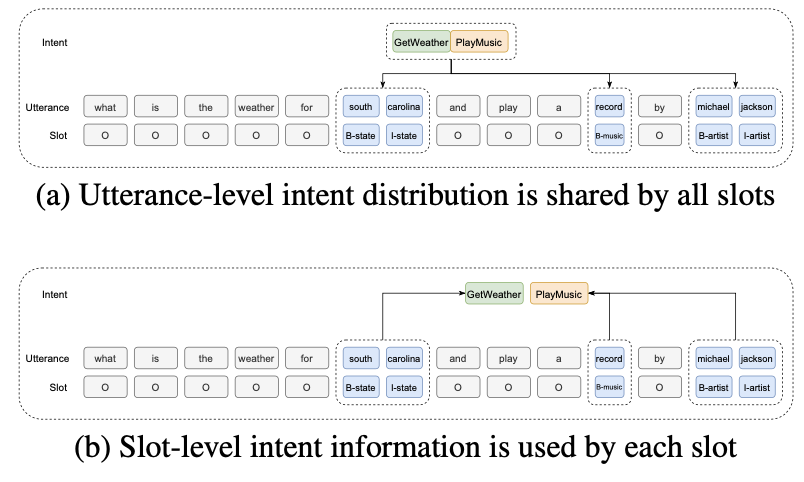 Intent GetWeather PlayMusic
Utterance what is the weather for south carolina and play a record by michael jackson
Slot O O O O O B-state I-state O O O B-music O B-artist I-artist
(a) Utterance-level intent distribution is shared by all slots
Intent GetWeather PlayMusic
Utterance what is the weather for south carolina and play a record by michael jackson
Slot O O O O O B-state I-state O O O B-music O B-artist I-artist
(b) Slot-level intent information is used by each slot